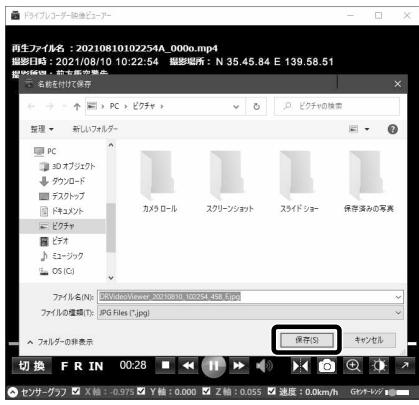 ドライブレコーダー映像ビューアー
再生ファイル名 : 20210810102254A_000o.mp4
撮影日時 : 2021/08/10 10:22:54 撮影場所 : N 35.45.84 E 139.58.51
名前を付けて保存
PC > ピクチャ >
ピクチャの検索
整理 新しいフォルダー
PC
3D オブジェクト
ダウンロード
デスクトップ
ドキュメント
ピクチャ
ビデオ
ミュージック
OS (C:)
カメラロール
スクリーンショット
スライド ショー
保存済みの写真
ファイル名(N): DRVideoViewer_20210810_102254_458_F.jpg
ファイルの種類(T): JPG Files (*.jpg)
フォルダーの非表示
保存(S)
キャンセル
切換 F R IN 00:28
センサーグラフ X 軸 : -0.975 Y 軸 : 0.000 Z 軸 : 0.055 速度 : 0.0km/h Gセンサーレンジ